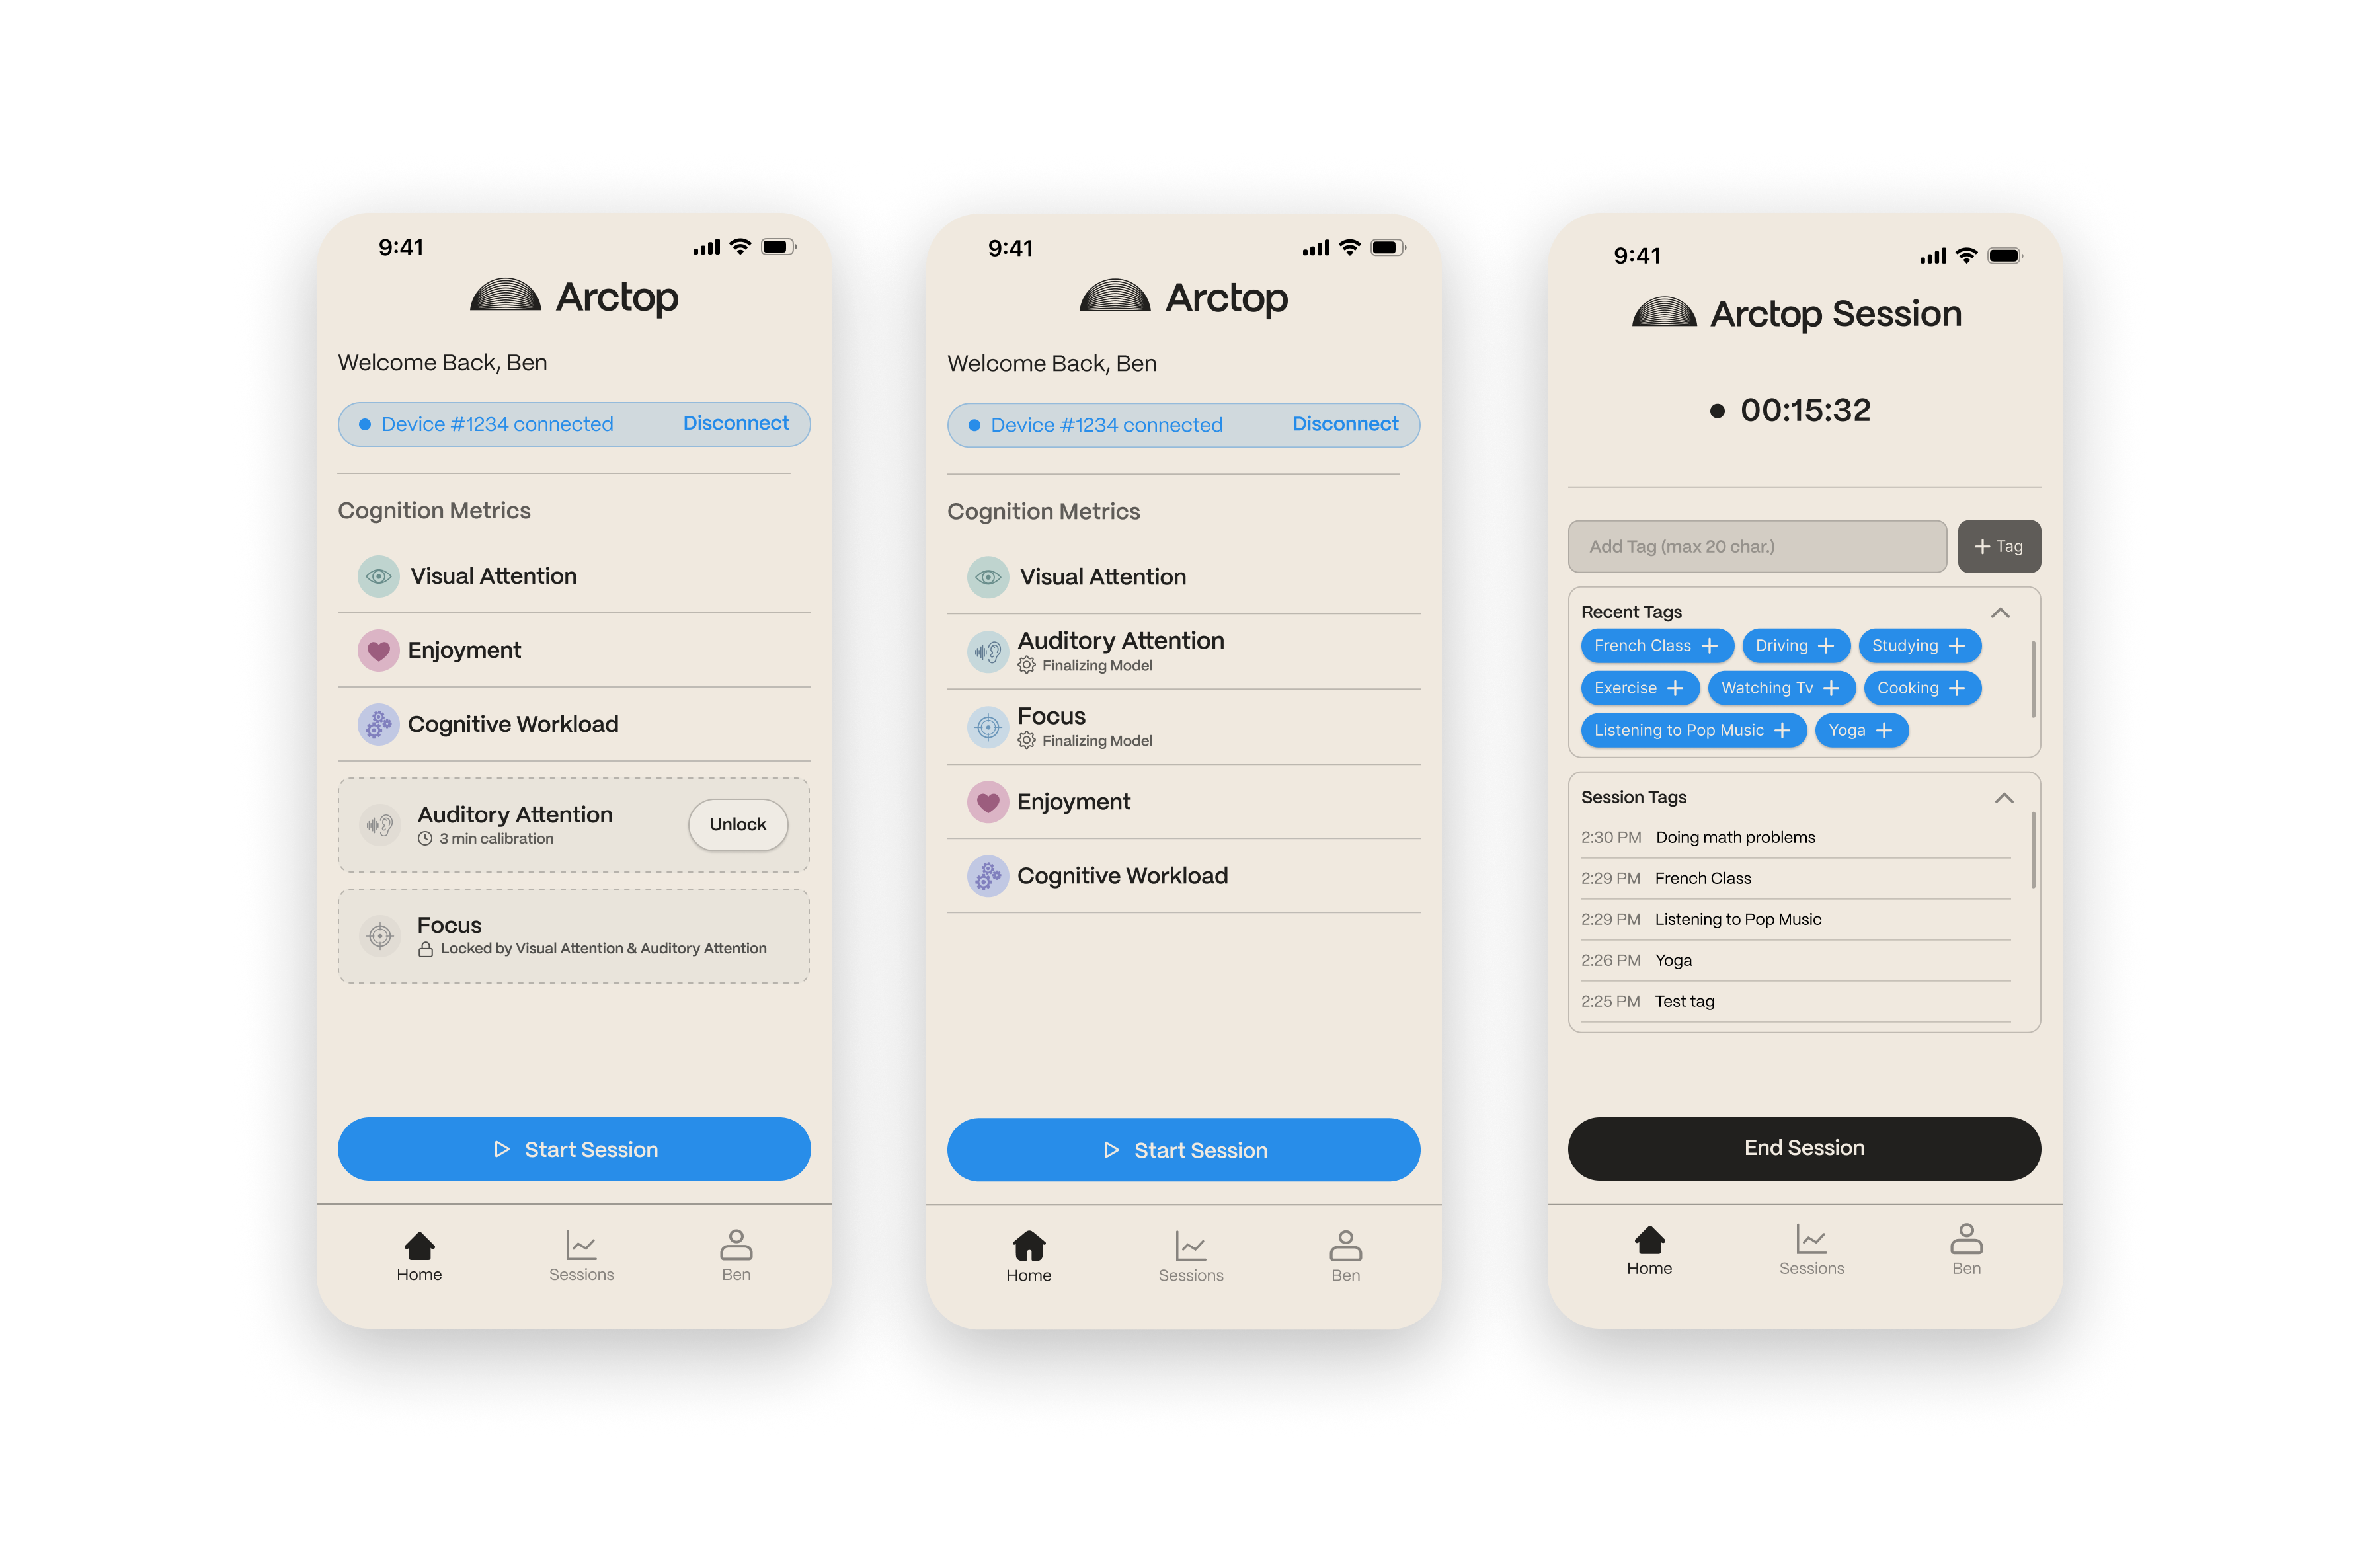 9:41
Arctop
Welcome Back, Ben
Device #1234 connected Disconnect
Cognition Metrics
Visual Attention
Enjoyment
Cognitive Workload
Auditory Attention
3 min calibration
Unlock
Focus
Locked by Visual Attention & Auditory Attention
Start Session
Home Sessions Ben
9:41
Arctop
Welcome Back, Ben
Device #1234 connected Disconnect
Cognition Metrics
Visual Attention
Auditory Attention
Finalizing Model
Focus
Finalizing Model
Enjoyment
Cognitive Workload
Start Session
Home Sessions Ben
9:41
Arctop Session
00:15:32
Add Tag (max 20 char.) + Tag
Recent Tags
French Class + Driving + Studying +
Exercise + Watching Tv + Cooking +
Listening to Pop Music + Yoga +
Session Tags
2:30 PM Doing math problems
2:29 PM French Class
2:29 PM Listening to Pop Music
2:26 PM Yoga
2:25 PM Test tag
End Session
Home Sessions Ben